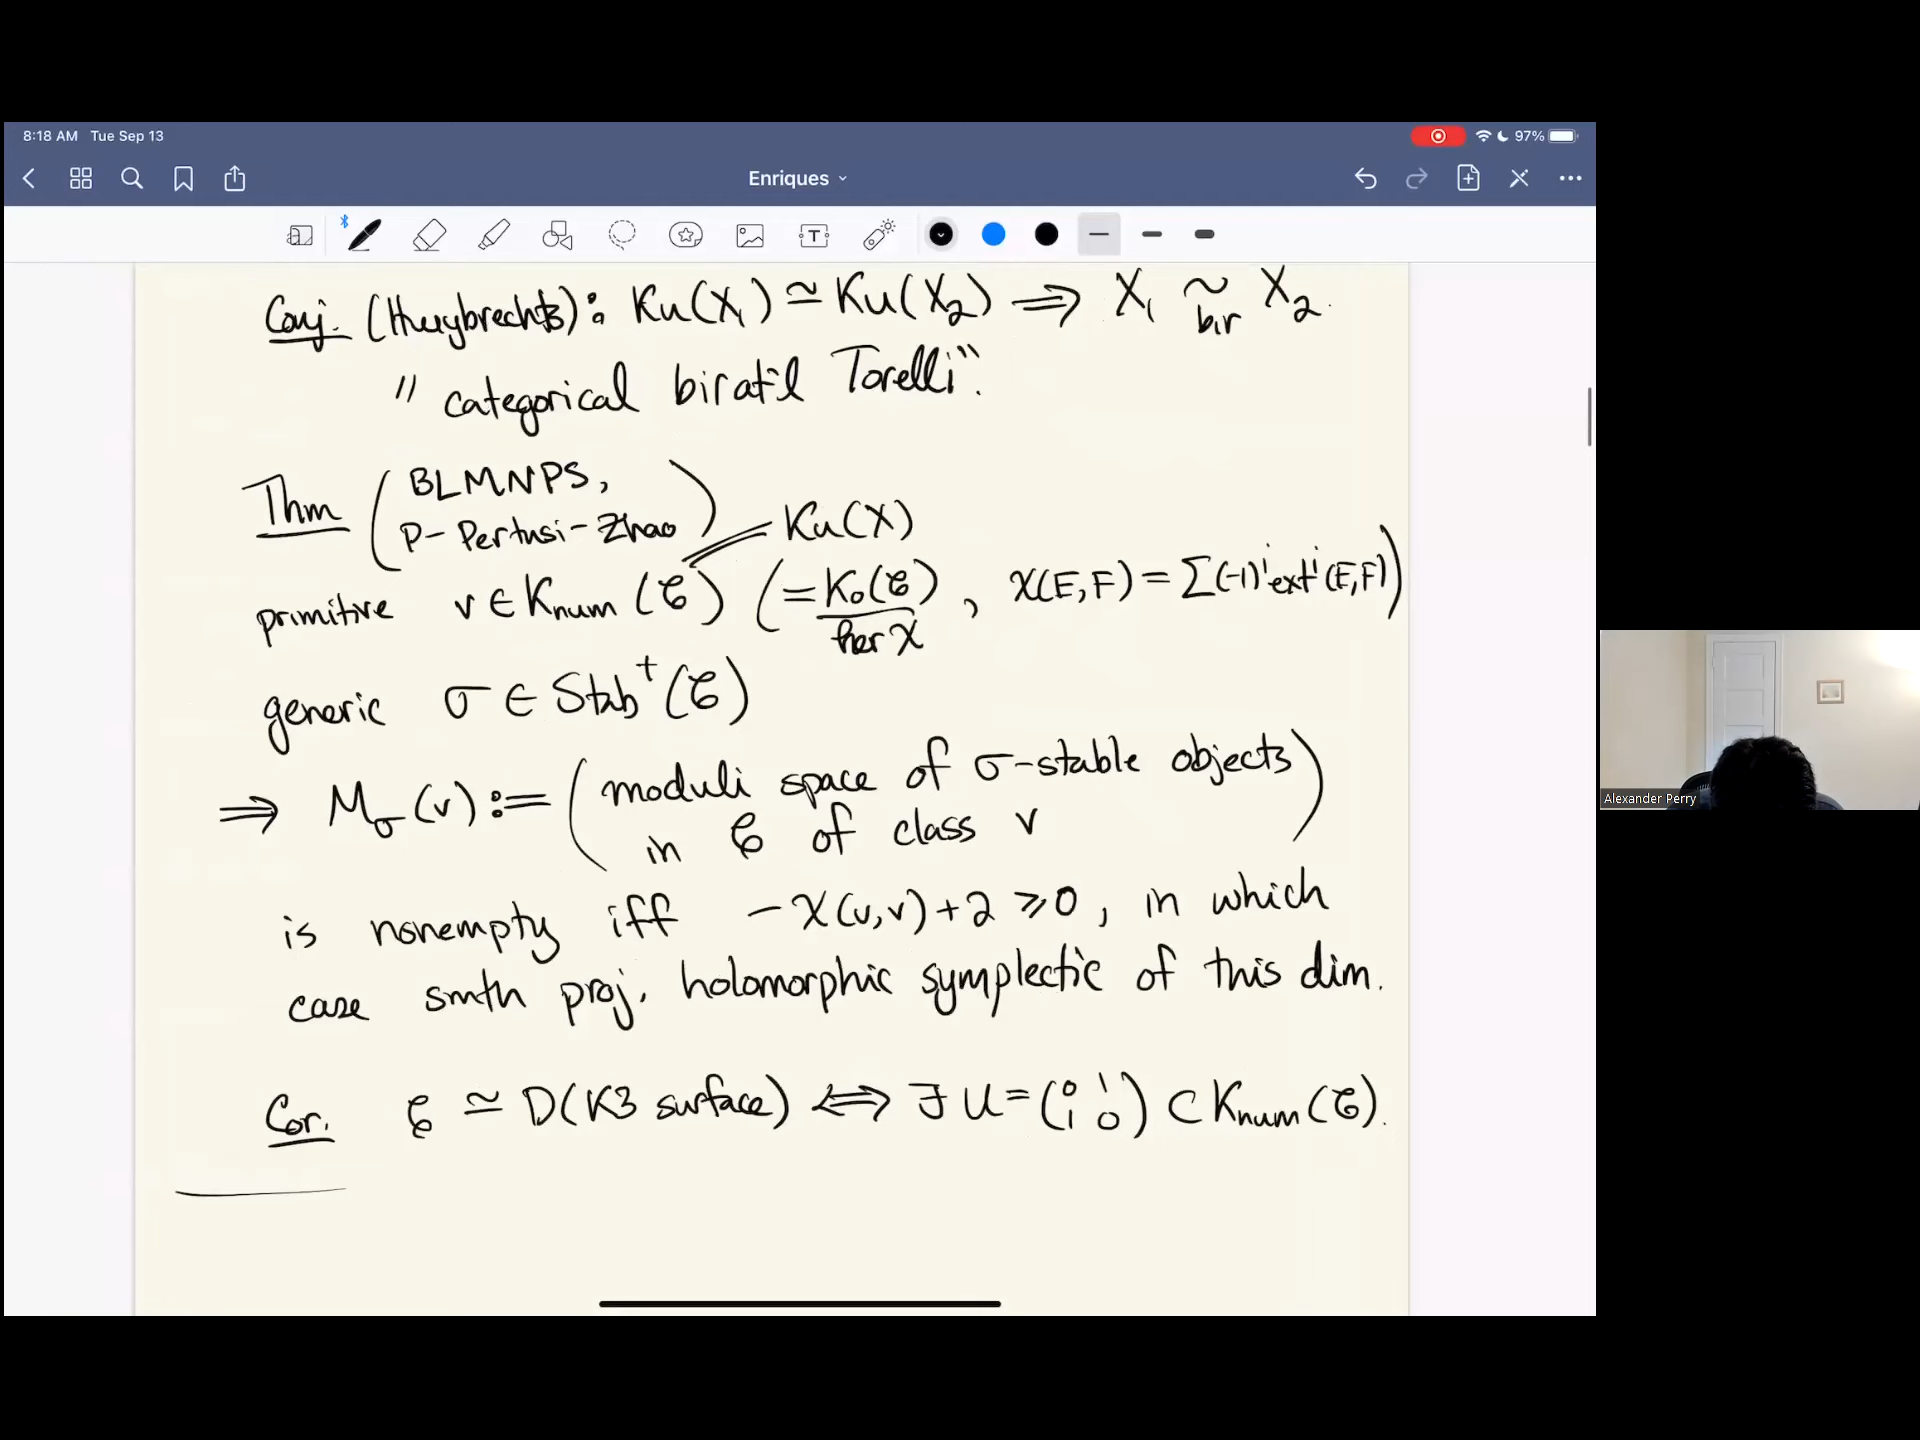 8:18 AM Tue Sep 13
97%
Enriques
Conj. (Huybrechts): Ku(X₁) ≃ Ku(X₂) ⟹ X₁ ~bir X₂.
"categorical birat'l Torelli".
Thm (BLMNPS,
P-Pertusi-Zhao)
Ku(X)
primitive v ∈ Knum(𝒞) (= K₀(𝒞) / ker χ , χ(E,F) = Σ(-1)ⁱextⁱ(E,F))
generic σ ∈ Stab⁺(𝒞)
⟹ Mσ(v) := (moduli space of σ-stable objects
in 𝒞 of class v)
is nonempty iff -χ(v,v)+2 ⩾ 0, in which
case smth proj. holomorphic symplectic of this dim.
Cor. 𝒞 ≃ D(K3 surface) ⟺ ∃ U = (0 1 1 0) ⊂ Knum(𝒞).
Alexander Perry